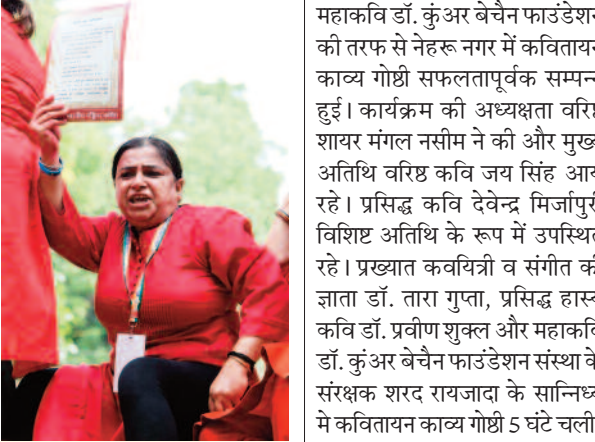 महाकवि डॉ. कुंअर बेचैन फाउंडेशन
की तरफ से नेहरू नगर में कवितायन
काव्य गोष्ठी सफलतापूर्वक सम्पन्न
हुई। कार्यक्रम की अध्यक्षता वरिष्ठ
शायर मंगल नसीम ने की और मुख्य
अतिथि वरिष्ठ कवि जय सिंह आर्य
रहे। प्रसिद्ध कवि देवेन्द्र मिर्जापुरी
विशिष्ट अतिथि के रूप में उपस्थित
रहे। प्रख्यात कवयित्री व संगीत की
ज्ञाता डॉ. तारा गुप्ता, प्रसिद्ध हास्य
कवि डॉ. प्रवीण शुक्ल और महाकवि
डॉ. कुंअर बेचैन फाउंडेशन संस्था के
संरक्षक शरद रायजादा के सान्निध्य
मे कवितायन काव्य गोष्ठी 5 घंटे चली